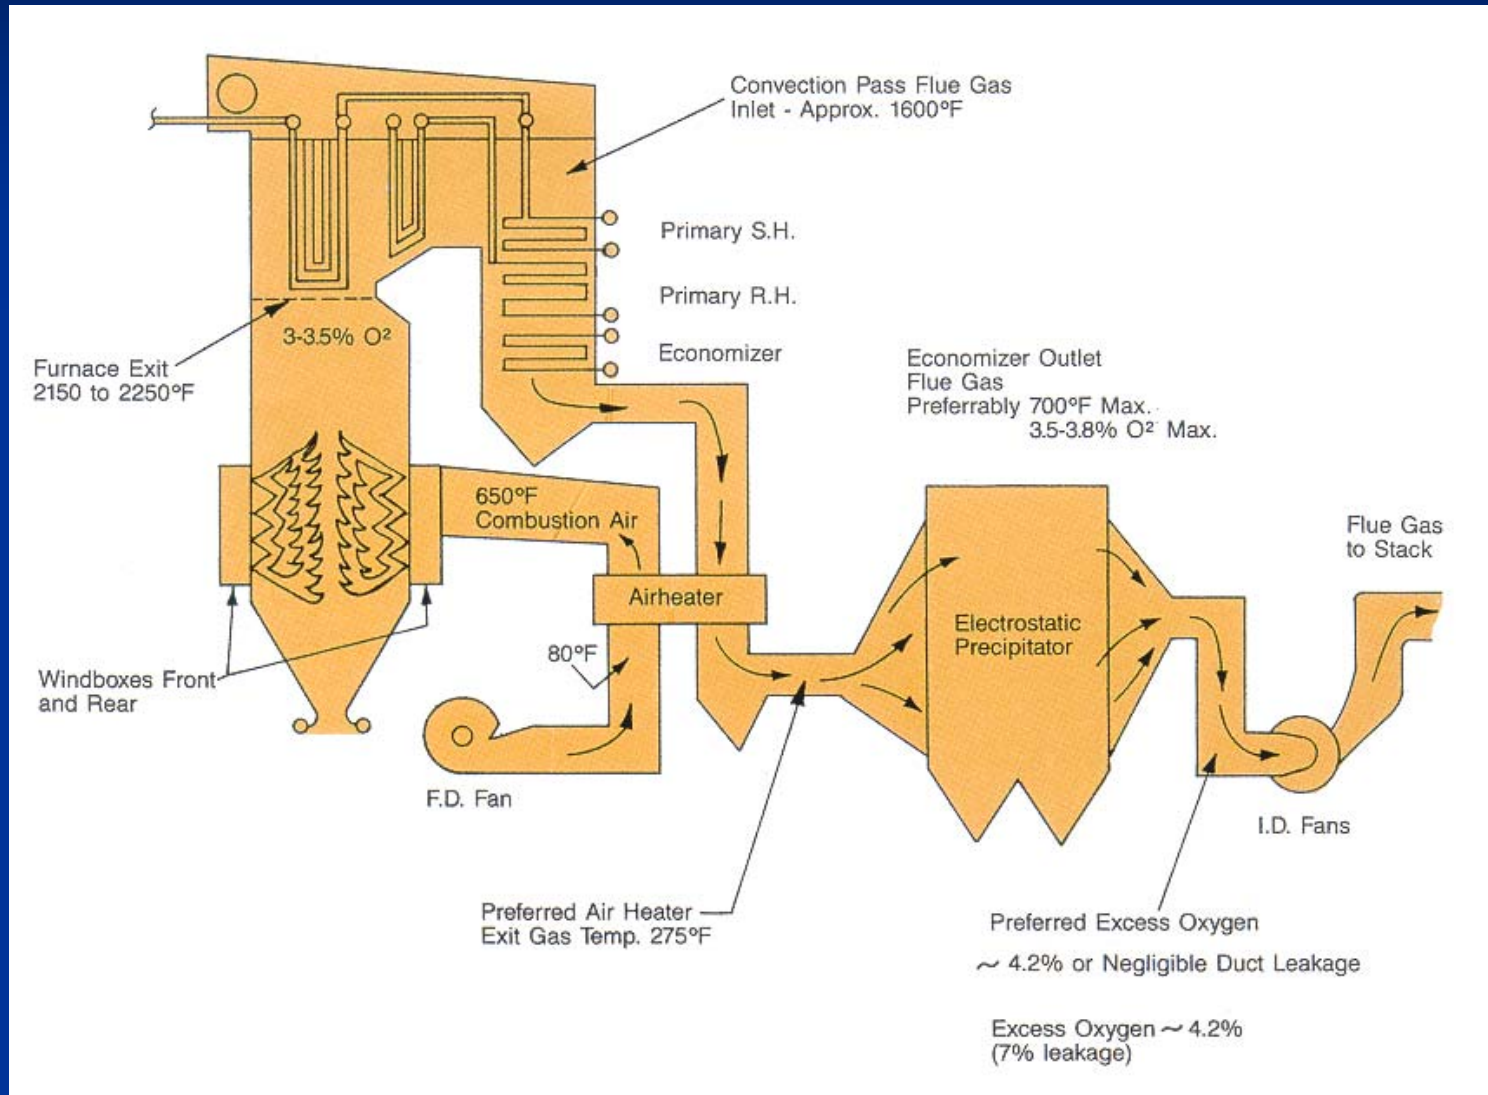 Convection Pass Flue Gas
Inlet - Approx. 1600°F
Primary S.H.
Primary R.H.
Economizer
3-3.5% O²
Furnace Exit
2150 to 2250°F
Economizer Outlet
Flue Gas
Preferrably 700°F Max.
3.5-3.8% O² Max.
650°F
Combustion Air
Flue Gas
to Stack
Airheater
Electrostatic
Precipitator
80°F
Windboxes Front
and Rear
F.D. Fan
I.D. Fans
Preferred Air Heater
Exit Gas Temp. 275°F
Preferred Excess Oxygen
~ 4.2% or Negligible Duct Leakage
Excess Oxygen ~ 4.2%
(7% leakage)